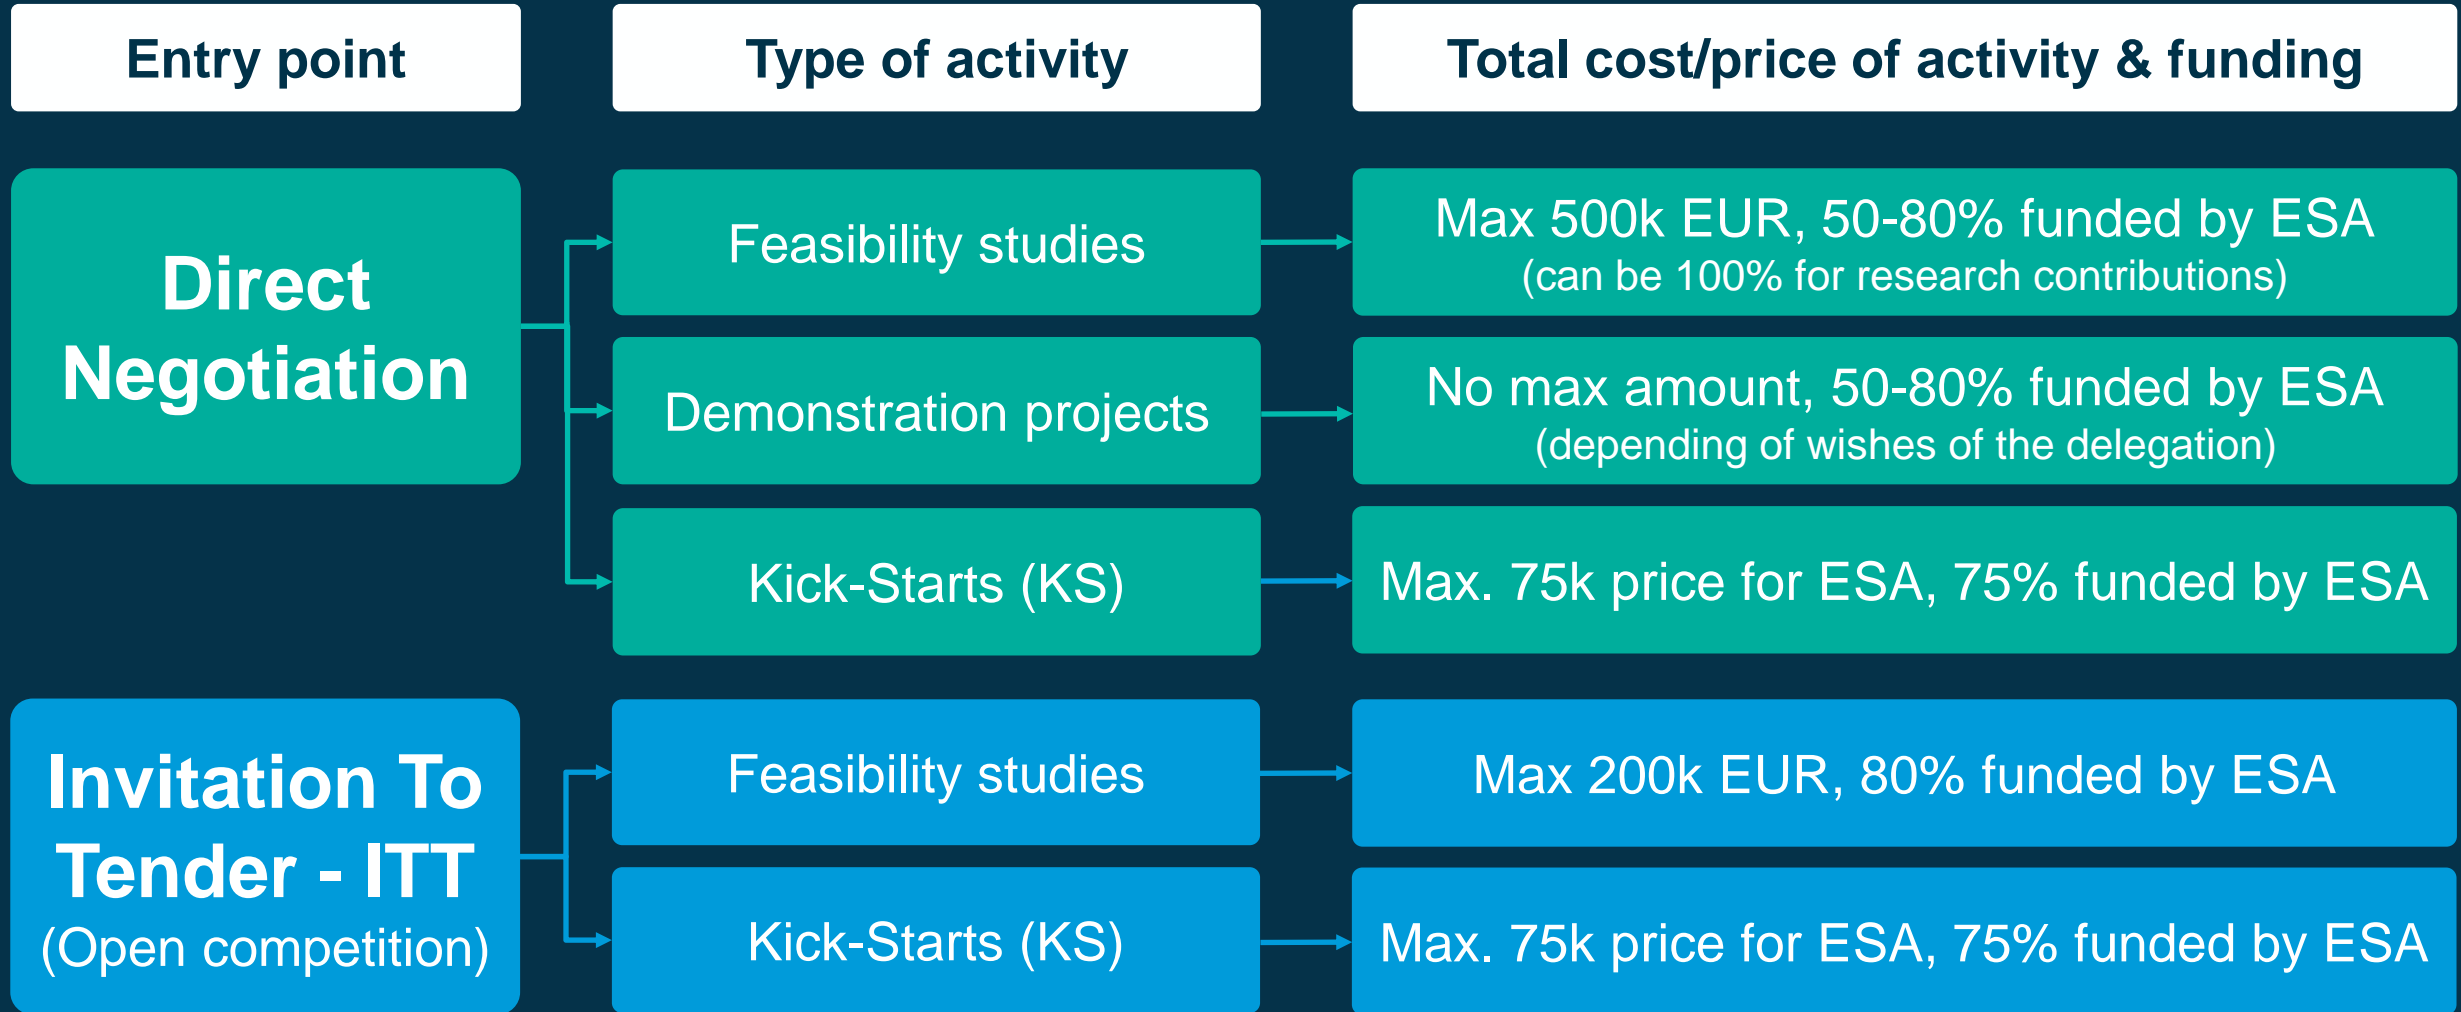 Entry point
Type of activity
Total cost/price of activity & funding
Direct
Negotiation
Feasibility studies
Max 500k EUR, 50-80% funded by ESA
(can be 100% for research contributions)
Demonstration projects
No max amount, 50-80% funded by ESA
(depending of wishes of the delegation)
Kick-Starts (KS)
Max. 75k price for ESA, 75% funded by ESA
Invitation To
Tender - ITT
(Open competition)
Feasibility studies
Max 200k EUR, 80% funded by ESA
Kick-Starts (KS)
Max. 75k price for ESA, 75% funded by ESA